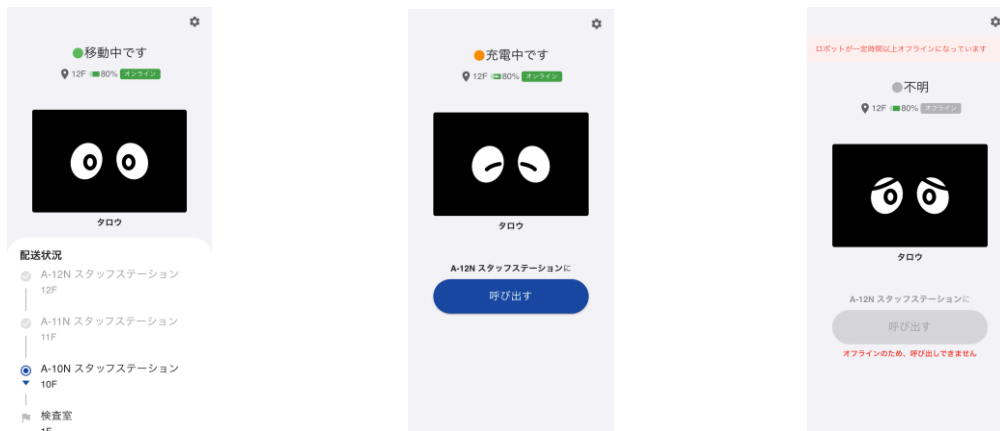 移動中です
12F 80% オンライン
タロウ
配送状況
A-12N スタッフステーション
12F
A-11N スタッフステーション
11F
A-10N スタッフステーション
10F
検査室
1F
充電中です
12F 80% オンライン
タロウ
A-12N スタッフステーションに
呼び出す
ロボットが一定時間以上オフラインになっています
不明
12F 80% オフライン
タロウ
A-12N スタッフステーションに
呼び出す
オフラインのため、呼び出しできません